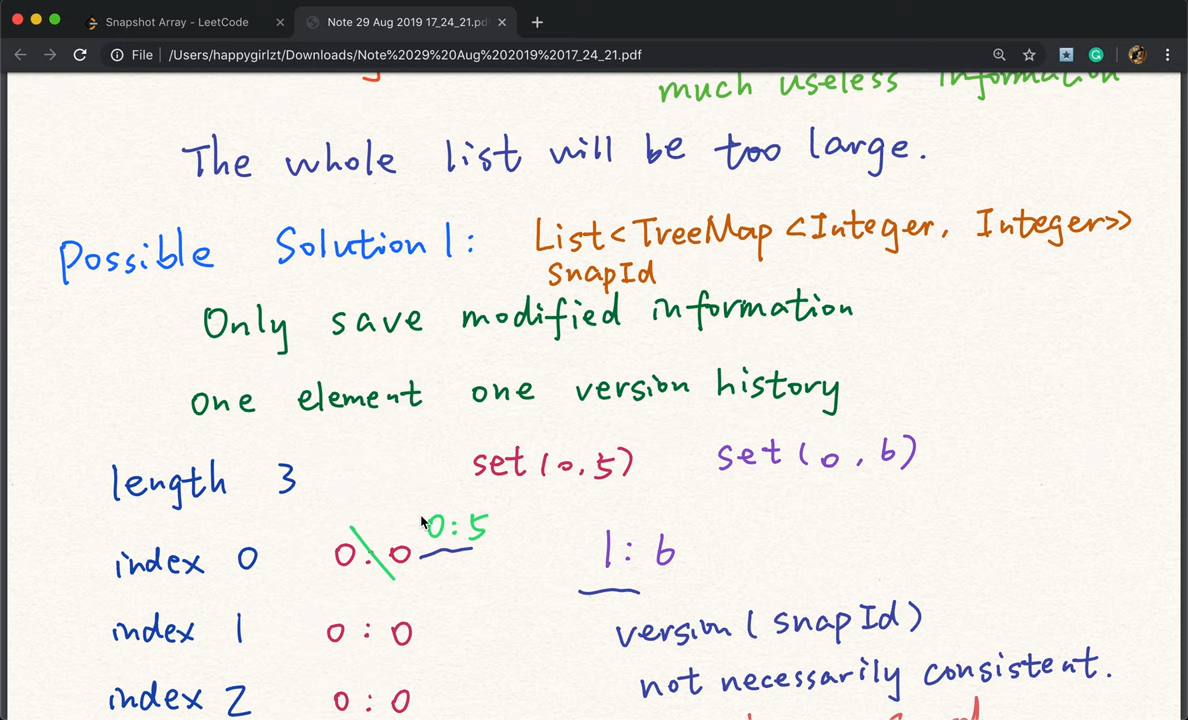 Snapshot Array - LeetCode
Note 29 Aug 2019 17_24_21.pd
File
/Users/happygirlzt/Downloads/Note%2029%20Aug%202019%2017_24_21.pdf
much useless information
The whole list will be too large.
Possible Solution 1: List<TreeMap<Integer, Integer>>
SnapId
Only save modified information
one element one version history
length 3 set(0,5) set(0,6)
index 0 0:0 0:5 1:6
index 1 0:0
version(snapId)
index 2 0:0
not necessarily consistent.